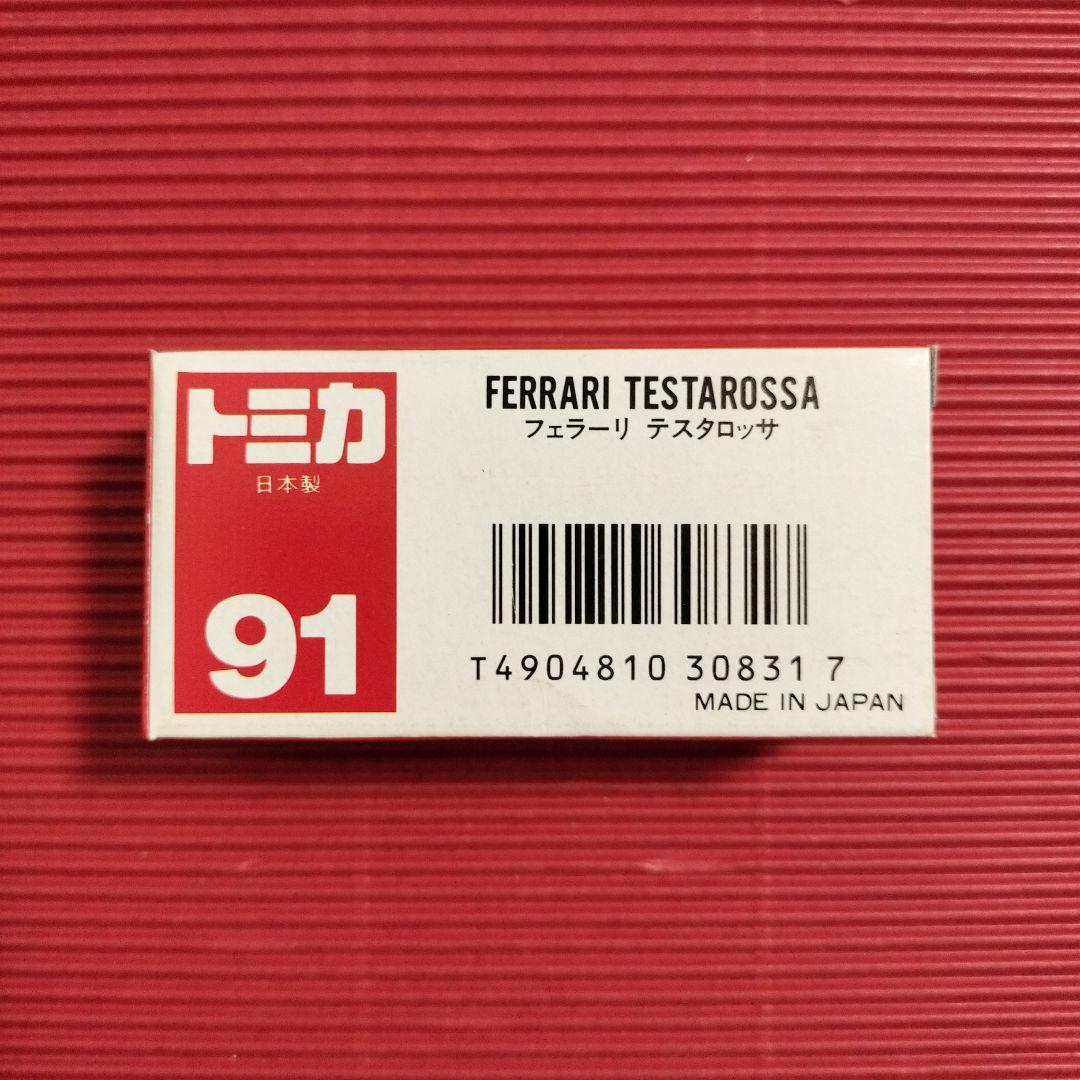 トミカ
日本製
91
FERRARI TESTAROSSA
フェラーリ テスタロッサ
T4904810 30831 7
MADE IN JAPAN